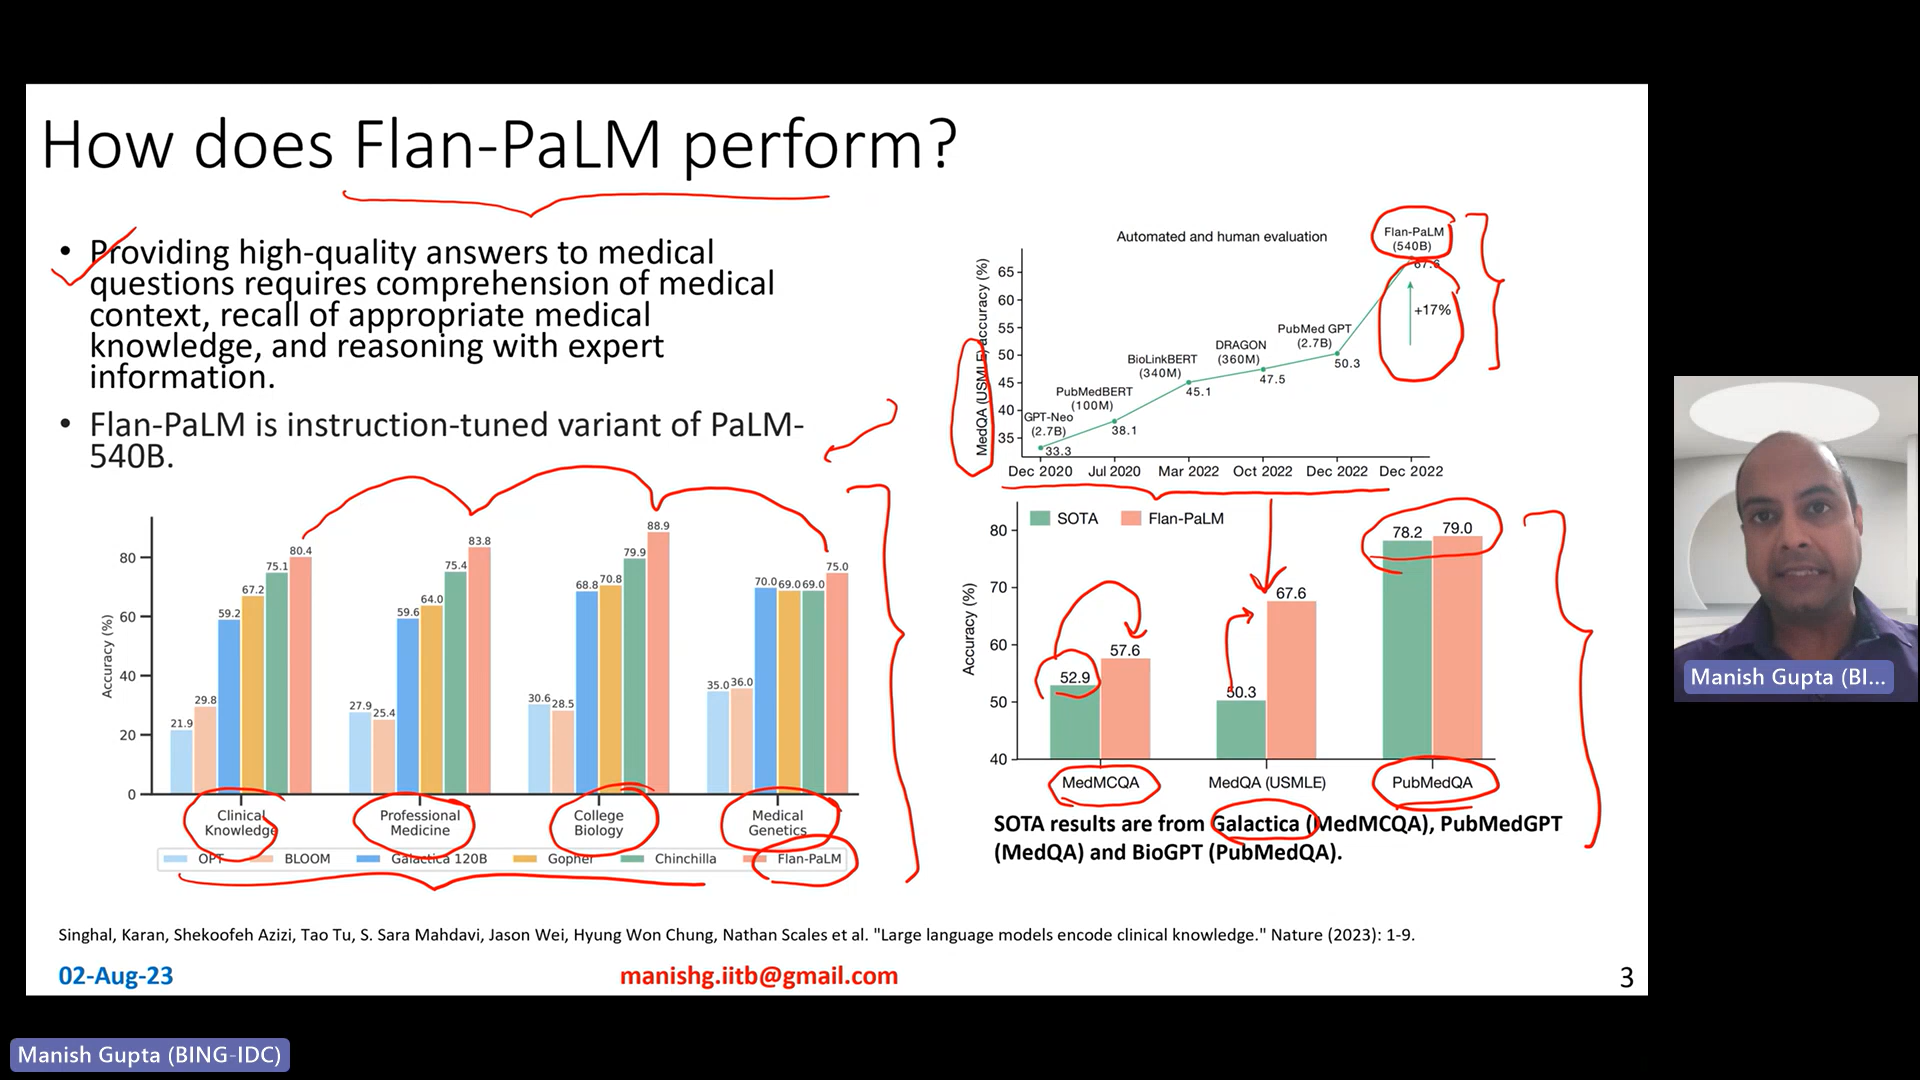 How does Flan-PaLM perform?
• Providing high-quality answers to medical
questions requires comprehension of medical
context, recall of appropriate medical
knowledge, and reasoning with expert
information.
• Flan-PaLM is instruction-tuned variant of PaLM-
540B.
Accuracy (%)
80
60
40
20
0
21.9
29.8
59.2
67.2
75.1
80.4
27.9
25.4
59.6
64.0
75.4
83.8
30.6
28.5
68.8
70.8
79.9
88.9
35.0
36.0
70.0
69.0
69.0
75.0
Clinical
Knowledge
Professional
Medicine
College
Biology
Medical
Genetics
OPT BLOOM Galactica 120B Gopher Chinchilla Flan-PaLM
Automated and human evaluation
MedQA (USMLE) accuracy (%)
65
60
55
50
45
40
35
GPT-Neo
(2.7B)
33.3
PubMedBERT
(100M)
38.1
BioLinkBERT
(340M)
45.1
DRAGON
(360M)
47.5
PubMed GPT
(2.7B)
50.3
Flan-PaLM
(540B)
67.6
+17%
Dec 2020 Jul 2020 Mar 2022 Oct 2022 Dec 2022 Dec 2022
SOTA Flan-PaLM
Accuracy (%)
80
70
60
50
40
52.9
57.6
50.3
67.6
78.2
79.0
MedMCQA MedQA (USMLE) PubMedQA
SOTA results are from Galactica (MedMCQA), PubMedGPT
(MedQA) and BioGPT (PubMedQA).
Singhal, Karan, Shekoofeh Azizi, Tao Tu, S. Sara Mahdavi, Jason Wei, Hyung Won Chung, Nathan Scales et al. "Large language models encode clinical knowledge." Nature (2023): 1-9.
02-Aug-23 manishg.iitb@gmail.com 3
Manish Gupta (BI...
Manish Gupta (BING-IDC)